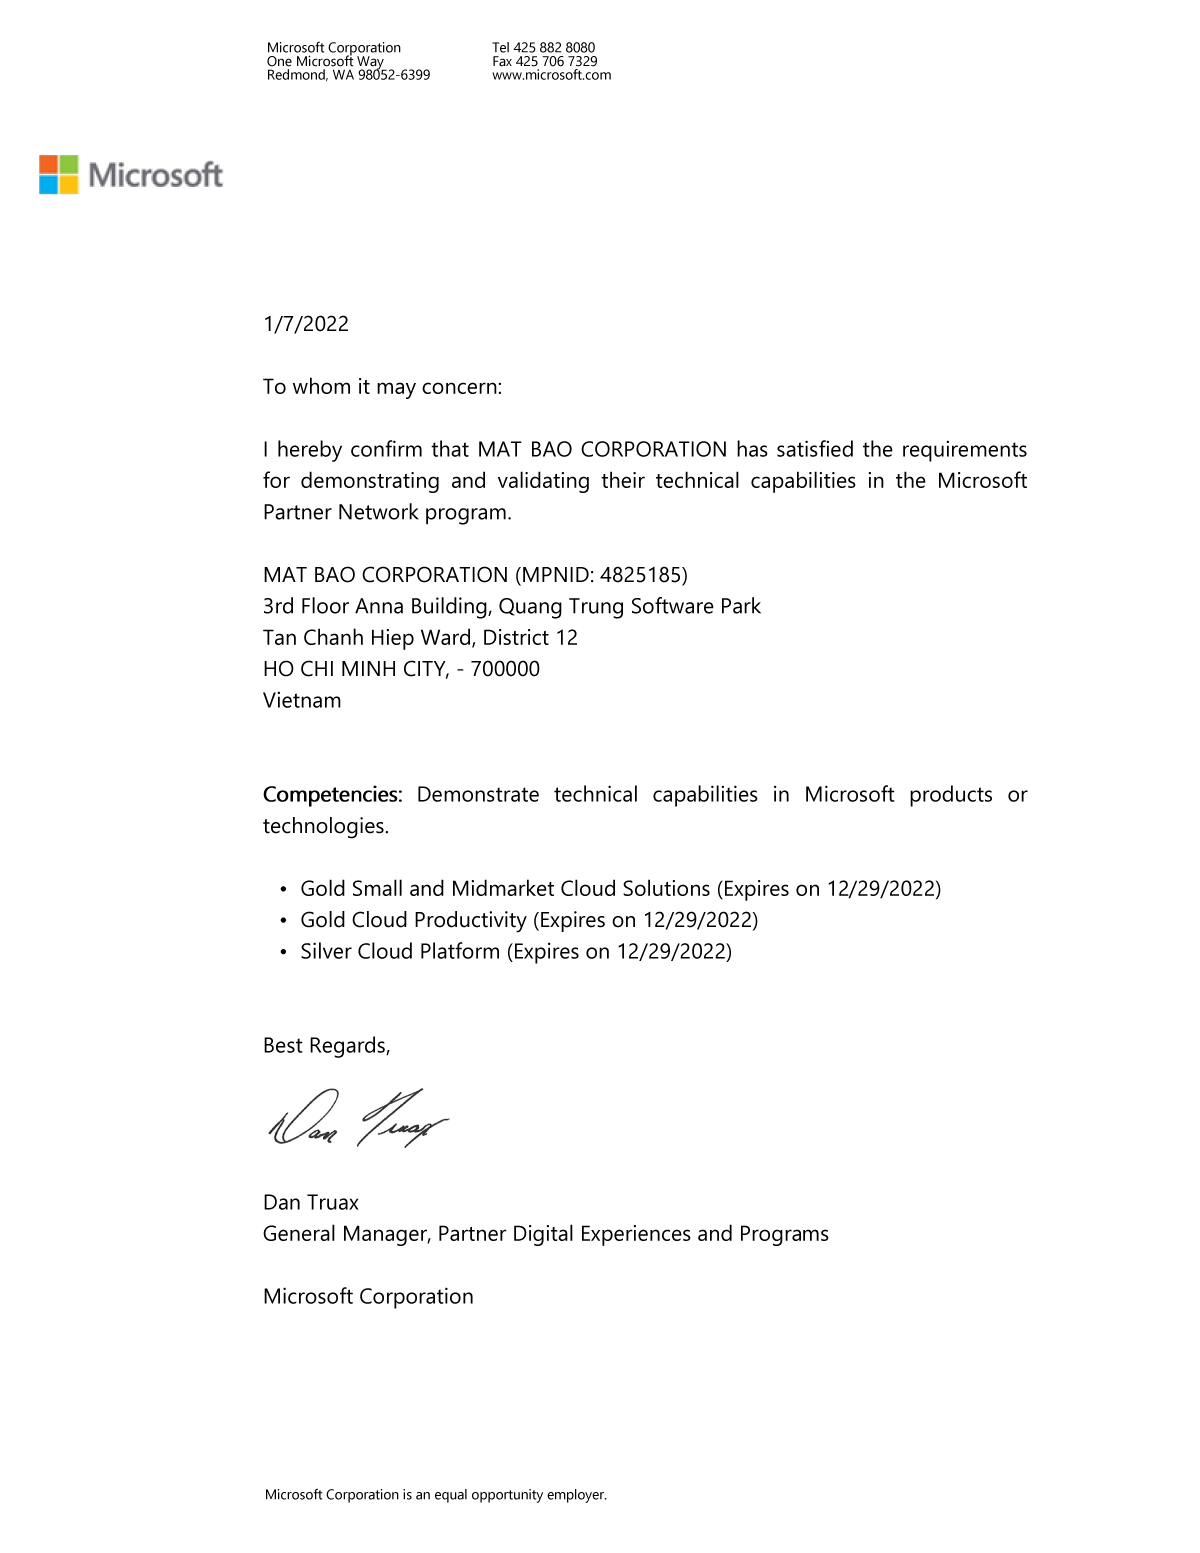 Microsoft Corporation
One Microsoft Way
Redmond, WA 98052-6399
Tel 425 882 8080
Fax 425 706 7329
www.microsoft.com
Microsoft
1/7/2022
To whom it may concern:
I hereby confirm that MAT BAO CORPORATION has satisfied the requirements
for demonstrating and validating their technical capabilities in the Microsoft
Partner Network program.
MAT BAO CORPORATION (MPNID: 4825185)
3rd Floor Anna Building, Quang Trung Software Park
Tan Chanh Hiep Ward, District 12
HO CHI MINH CITY, - 700000
Vietnam
Competencies: Demonstrate technical capabilities in Microsoft products or
technologies.
• Gold Small and Midmarket Cloud Solutions (Expires on 12/29/2022)
• Gold Cloud Productivity (Expires on 12/29/2022)
• Silver Cloud Platform (Expires on 12/29/2022)
Best Regards,
Dan Truax
Dan Truax
General Manager, Partner Digital Experiences and Programs
Microsoft Corporation
Microsoft Corporation is an equal opportunity employer.